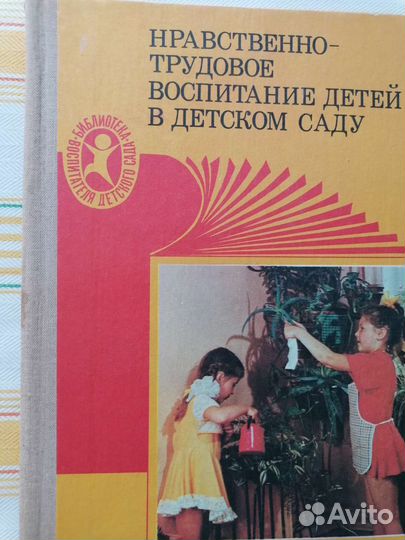 НРАВСТВЕННО-
ТРУДОВОЕ
ВОСПИТАНИЕ ДЕТЕЙ
В ДЕТСКОМ САДУ
БИБЛИОТЕКА
ВОСПИТАТЕЛЯ ДЕТСКОГО САДА
Avito